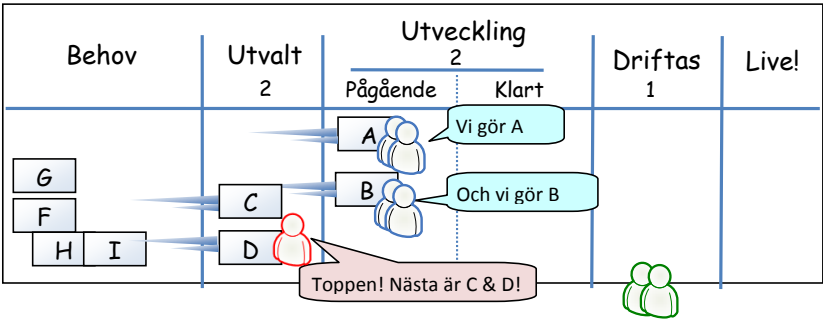 Behov
Utvalt
2
Utveckling
2
Pågående
Klart
Driftas
1
Live!
A
Vi gör A
B
Och vi gör B
G
F
H
I
C
D
Toppen! Nästa är C & D!